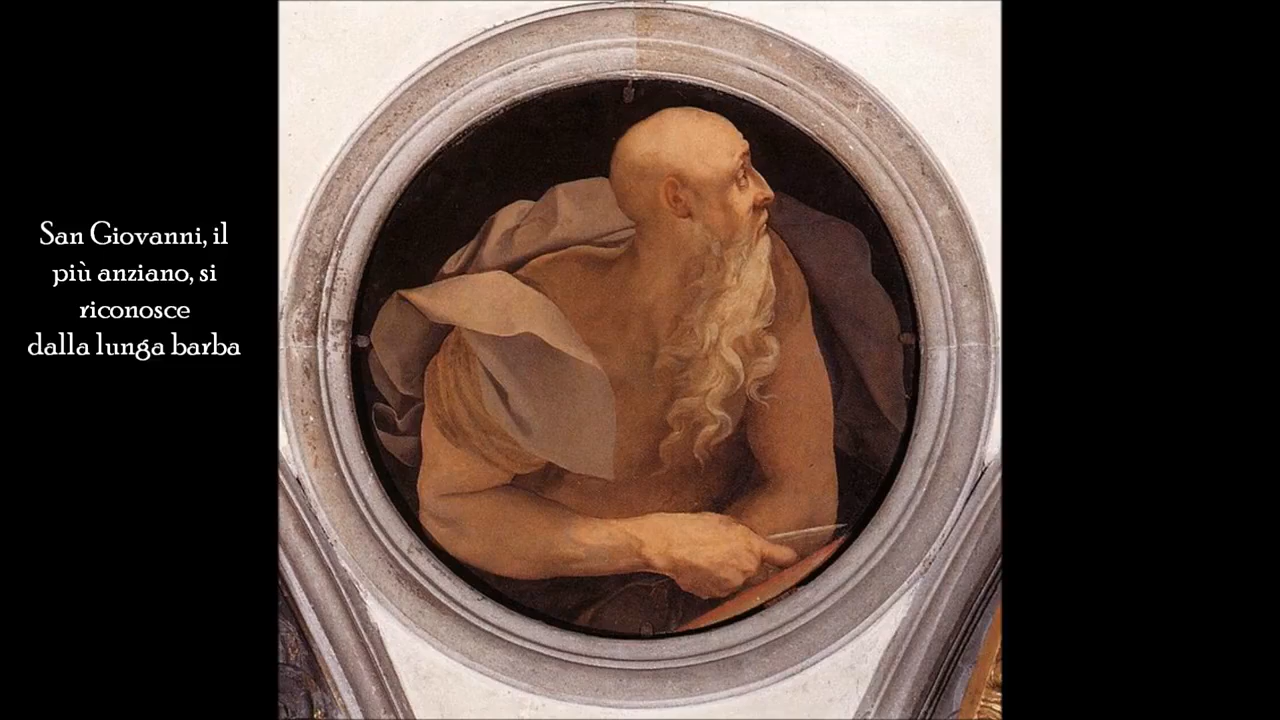 San Giovanni, il
più anziano, si
riconosce
dalla lunga barba